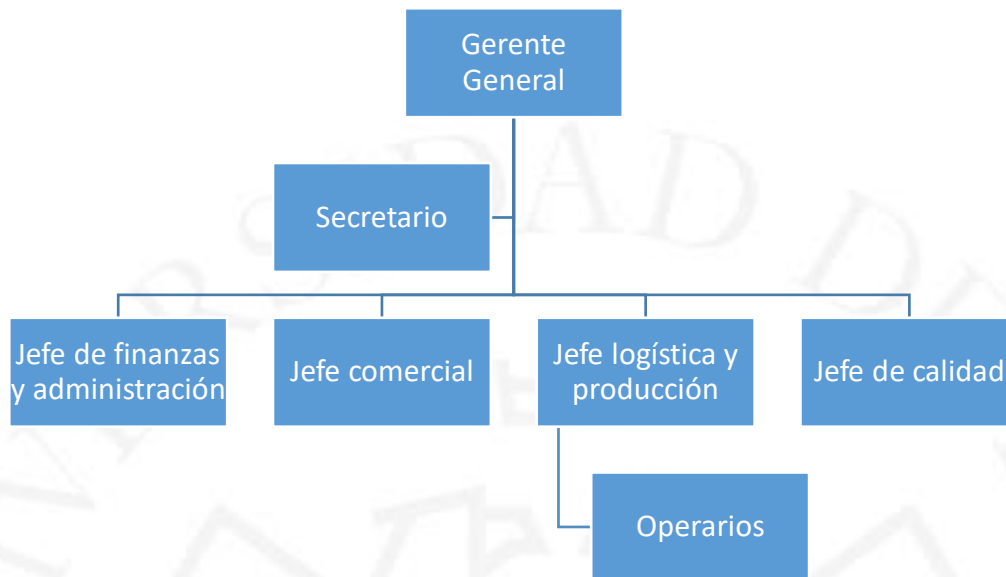 Gerente
General
Secretario
Jefe de finanzas
y administración
Jefe comercial
Jefe logística y
producción
Jefe de calidad
Operarios